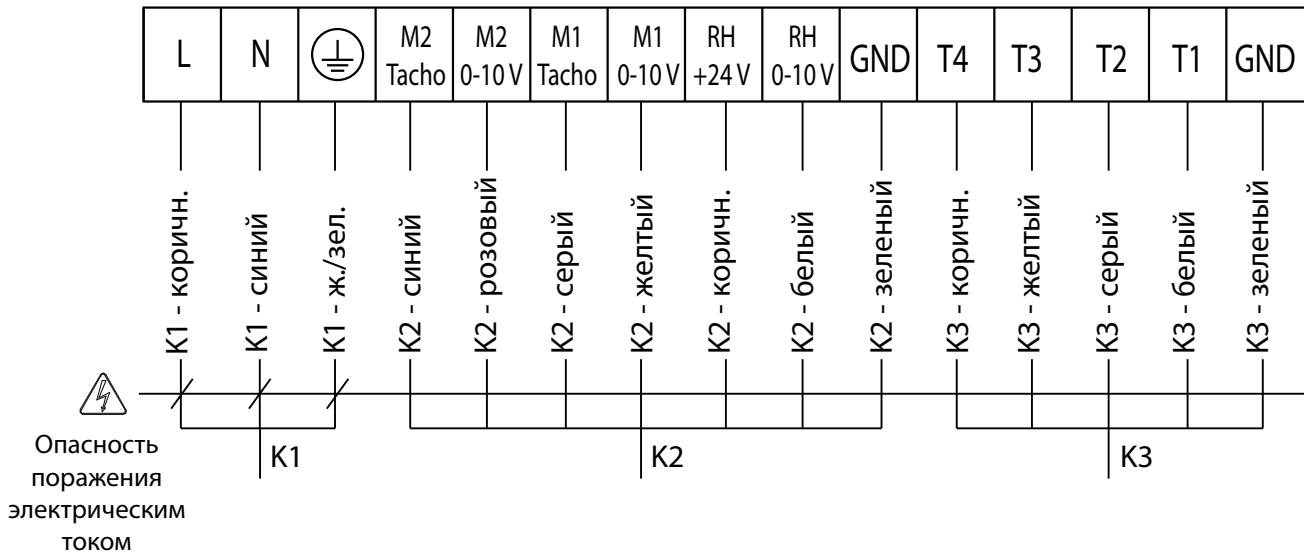 L
N
M2
Tacho
M2
0-10 V
M1
Tacho
M1
0-10 V
RH
+24 V
RH
0-10 V
GND
T4
T3
T2
T1
GND
K1 - коричн.
K1 - синий
K1 - ж./зел.
K2 - синий
K2 - розовый
K2 - серый
K2 - желтый
K2 - коричн.
K2 - белый
K2 - зеленый
K3 - коричн.
K3 - желтый
K3 - серый
K3 - белый
K3 - зеленый
Опасность
поражения
электрическим
током
K1
K2
K3